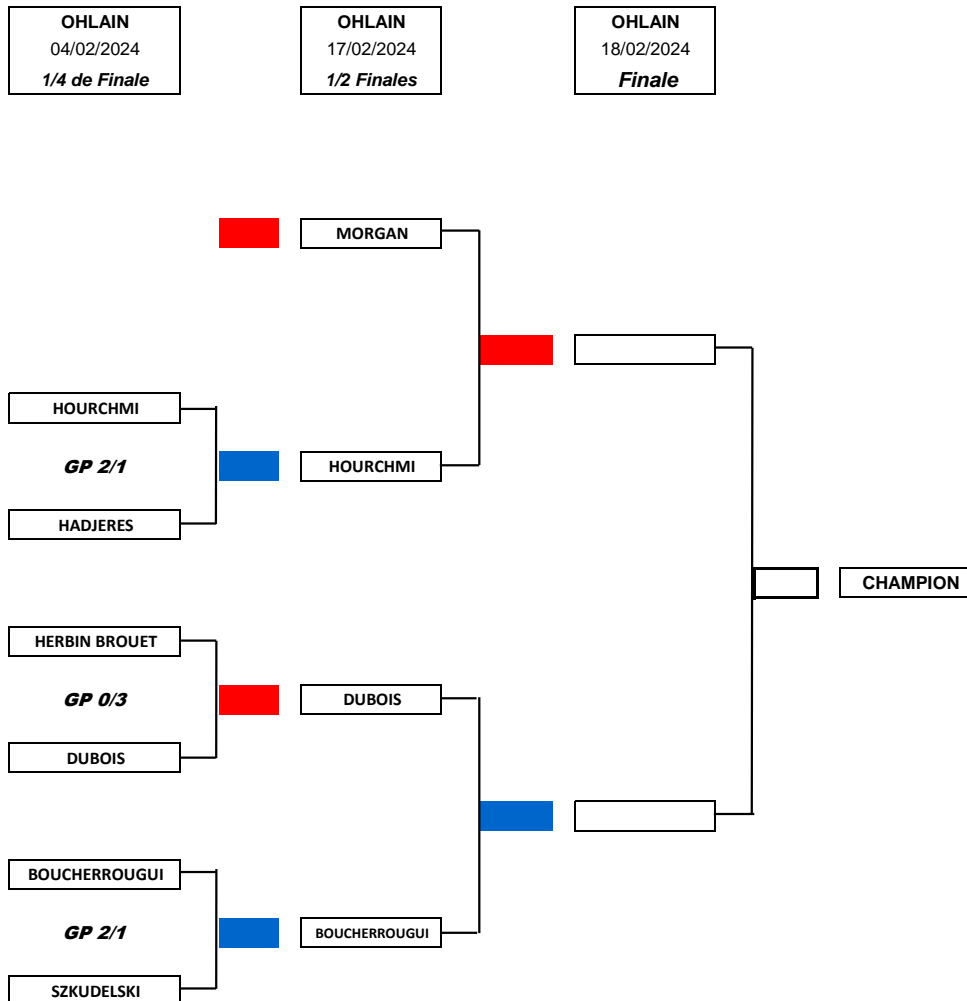 OHLAIN
04/02/2024
1/4 de Finale
OHLAIN
17/02/2024
1/2 Finales
OHLAIN
18/02/2024
Finale
MORGAN
HOURCHMI
GP 2/1
HOURCHMI
HADJERES
CHAMPION
HERBIN BROUET
GP 0/3
DUBOIS
DUBOIS
BOUCHERROUGUI
GP 2/1
BOUCHERROUGUI
SZKUDELSKI